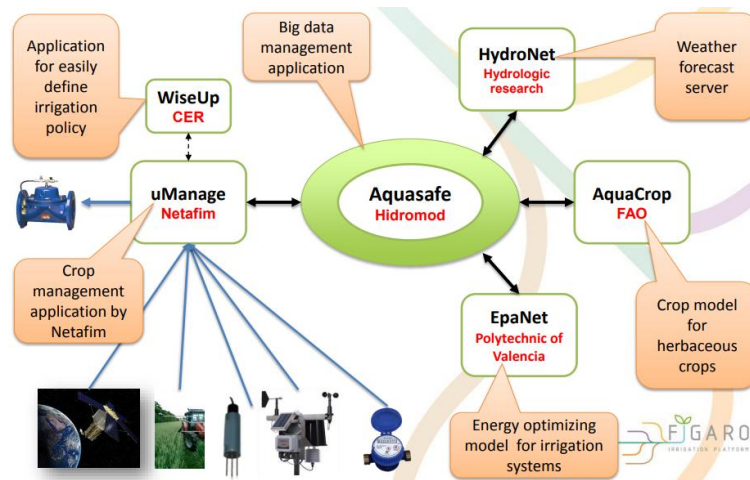 Application
for easily
define
irrigation
policy
Big data
management
application
HydroNet
Hydrologic
research
Weather
forecast
server
WiseUp
CER
uManage
Netafim
Aquasafe
Hidromod
AquaCrop
FAO
Crop
management
application by
Netafim
EpaNet
Polytechnic of
Valencia
Crop model
for
herbaceous
crops
Energy optimizing
model for irrigation
systems
FIGARO
IRRIGATION PLATFORM